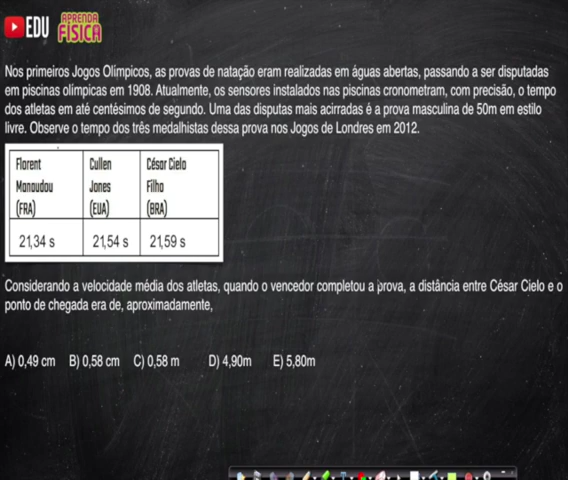 EDU APRENDA
FÍSICA
Nos primeiros Jogos Olímpicos, as provas de natação eram realizadas em águas abertas, passando a ser disputadas
em piscinas olímpicas em 1908. Atualmente, os sensores instalados nas piscinas cronometram, com precisão, o tempo
dos atletas em até centésimos de segundo. Uma das disputas mais acirradas é a prova masculina de 50m em estilo
livre. Observe o tempo dos três medalhistas dessa prova nos Jogos de Londres em 2012.
Florent Cullen César Cielo
Manaudou Jones Filho
(FRA) (EUA) (BRA)
21,34 s 21,54 s 21,59 s
Considerando a velocidade média dos atletas, quando o vencedor completou a prova, a distância entre César Cielo e o
ponto de chegada era de, aproximadamente,
A) 0,49 cm B) 0,58 cm C) 0,58 m D) 4,90m E) 5,80m